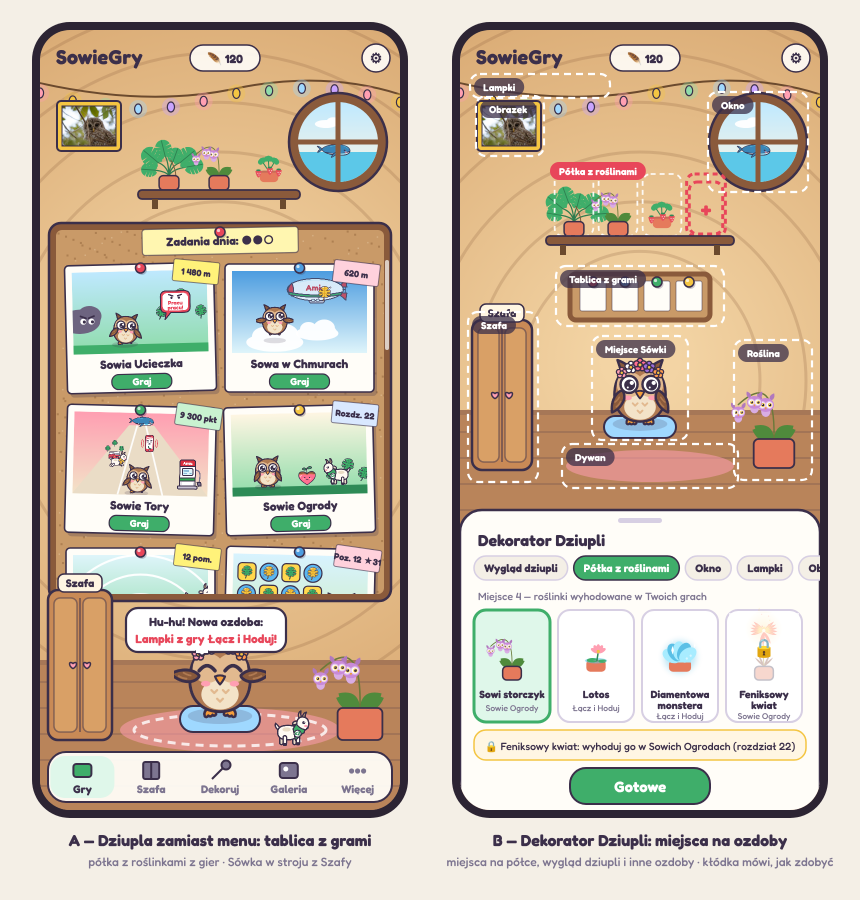 SowieGry
120
Zadania dnia:
1 480 m
620 m
Precz praca!
Sowia Ucieczka
Graj
Sowa w Chmurach
Graj
9 300 pkt
Rozdz. 22
Sowie Tory
Graj
Sowie Ogrody
Graj
12 pom.
Poz. 12 ★31
Szafa
Hu-hu! Nowa ozdoba:
Lampki z gry Łącz i Hoduj!
Gry
Szafa
Dekoruj
Galeria
Więcej
A — Dziupla zamiast menu: tablica z grami
półka z roślinkami z gier · Sówka w stroju z Szafy
SowieGry
120
Lampki
Obrazek
Okno
Półka z roślinami
+
Tablica z grami
Szafa
Miejsce Sówki
Roślina
Dywan
Dekorator Dziupli
Wygląd dziupli
Półka z roślinami
Okno
Lampki
Miejsce 4 — roślinki wyhodowane w Twoich grach
Sowi storczyk
Sowie Ogrody
Lotos
Łącz i Hoduj
Diamentowa
monstera
Łącz i Hoduj
Feniksowy
kwiat
Sowie Ogrody
Feniksowy kwiat: wyhoduj go w Sowich Ogrodach (rozdział 22)
Gotowe
B — Dekorator Dziupli: miejsca na ozdoby
miejsca na półce, wygląd dziupli i inne ozdoby · kłódka mówi, jak zdobyć